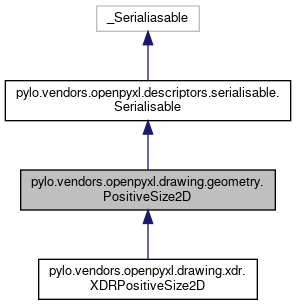 _Serialiasable
pylo.vendors.openpyxl.descriptors.serialisable.
Serialisable
pylo.vendors.openpyxl.drawing.geometry.
PositiveSize2D
pylo.vendors.openpyxl.drawing.xdr.
XDRPositiveSize2D